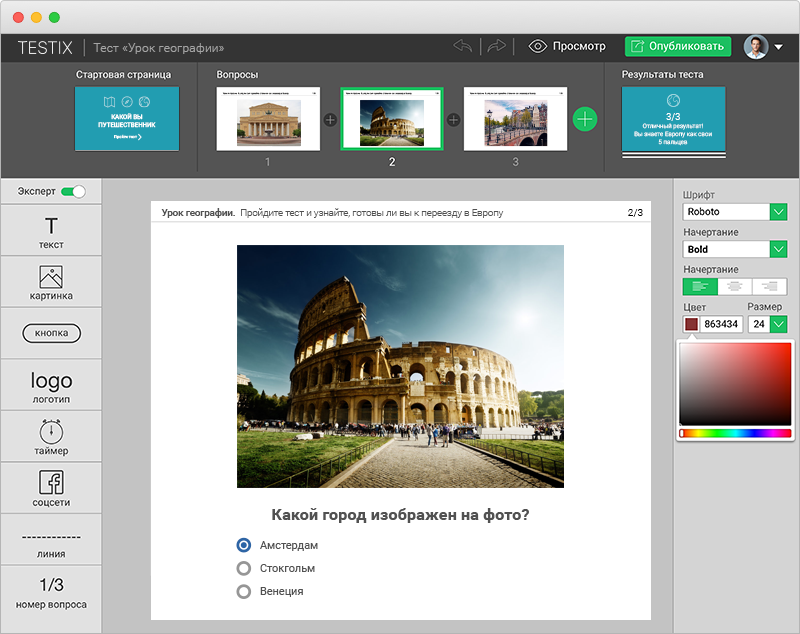 TESTIX
Тест «Урок географии»
Просмотр
Опубликовать
Стартовая страница
Вопросы
Результаты теста
КАКОЙ ВЫ
ПУТЕШЕСТВЕННИК
Пройти тест
3/3
Отличный результат!
Вы знаете Европу как свои
5 пальцев
1
2
3
Эксперт
T
текст
картинка
кнопка
logo
логотип
таймер
соцсети
линия
1/3
номер вопроса
Урок географии. Пройдите тест и узнайте, готовы ли вы к переезду в Европу
2/3
Какой город изображен на фото?
Амстердам
Стокгольм
Венеция
Шрифт
Roboto
Начертание
Bold
Начертание
Цвет
Размер
863434
24